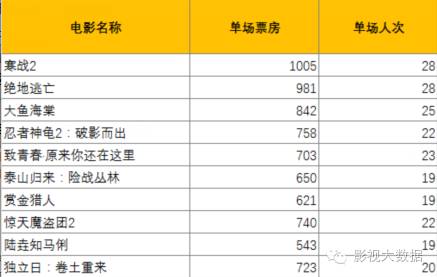 电影名称 单场票房 单场人次
寒战2 1005 28
绝地逃亡 981 28
大鱼海棠 842 25
忍者神龟2：破影而出 758 22
致青春·原来你还在这里 703 23
泰山归来：险战丛林 650 19
赏金猎人 621 19
惊天魔盗团2 740 22
陆垚知马俐 543 19
独立日：卷土重来 723 20
影视大数据